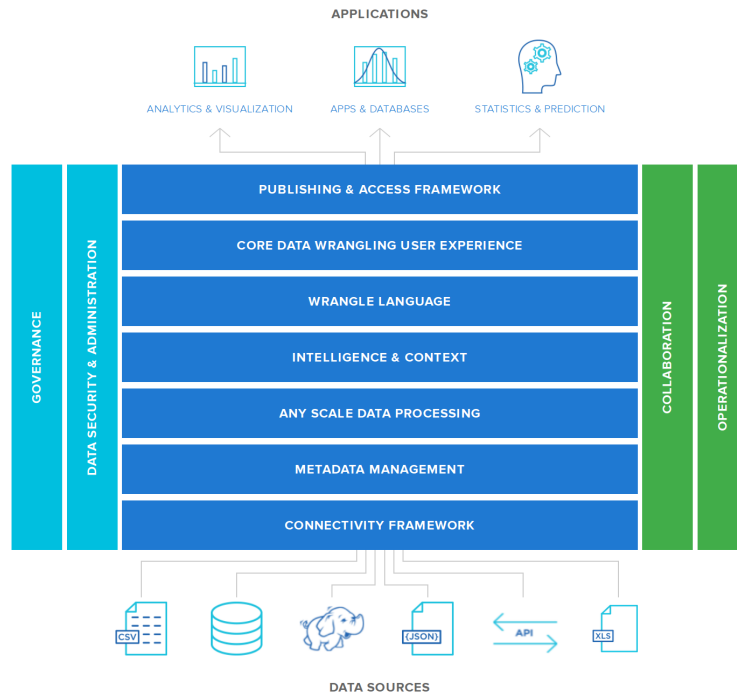 APPLICATIONS
ANALYTICS & VISUALIZATION
APPS & DATABASES
STATISTICS & PREDICTION
GOVERNANCE
DATA SECURITY & ADMINISTRATION
PUBLISHING & ACCESS FRAMEWORK
CORE DATA WRANGLING USER EXPERIENCE
WRANGLE LANGUAGE
INTELLIGENCE & CONTEXT
ANY SCALE DATA PROCESSING
METADATA MANAGEMENT
CONNECTIVITY FRAMEWORK
COLLABORATION
OPERATIONALIZATION
CSV
{JSON}
API
XLS
DATA SOURCES